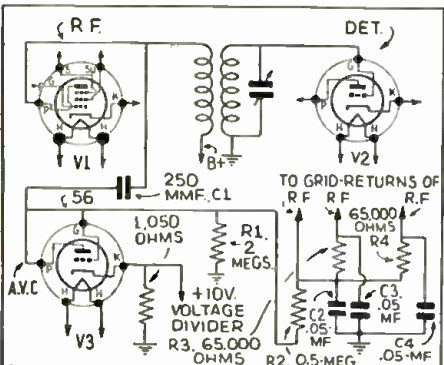 R.F.
DET.
G
S
SU
P
K
H H
V1
B+
G
P
K
H H
V2
250
MMF. C1
56
1,050
OHMS
R1,
2
MEGS.
TO GRID-RETURNS OF
R.F. R.F. R.F.
65,000
OHMS
R4
G
P
K
H H
A.V.C
V3
+10V.
VOLTAGE
DIVIDER
R3, 65,000
OHMS
R2, 0.5-MEG
C2
.05-
MF
C3,
.05
MF
C4
.05-MF